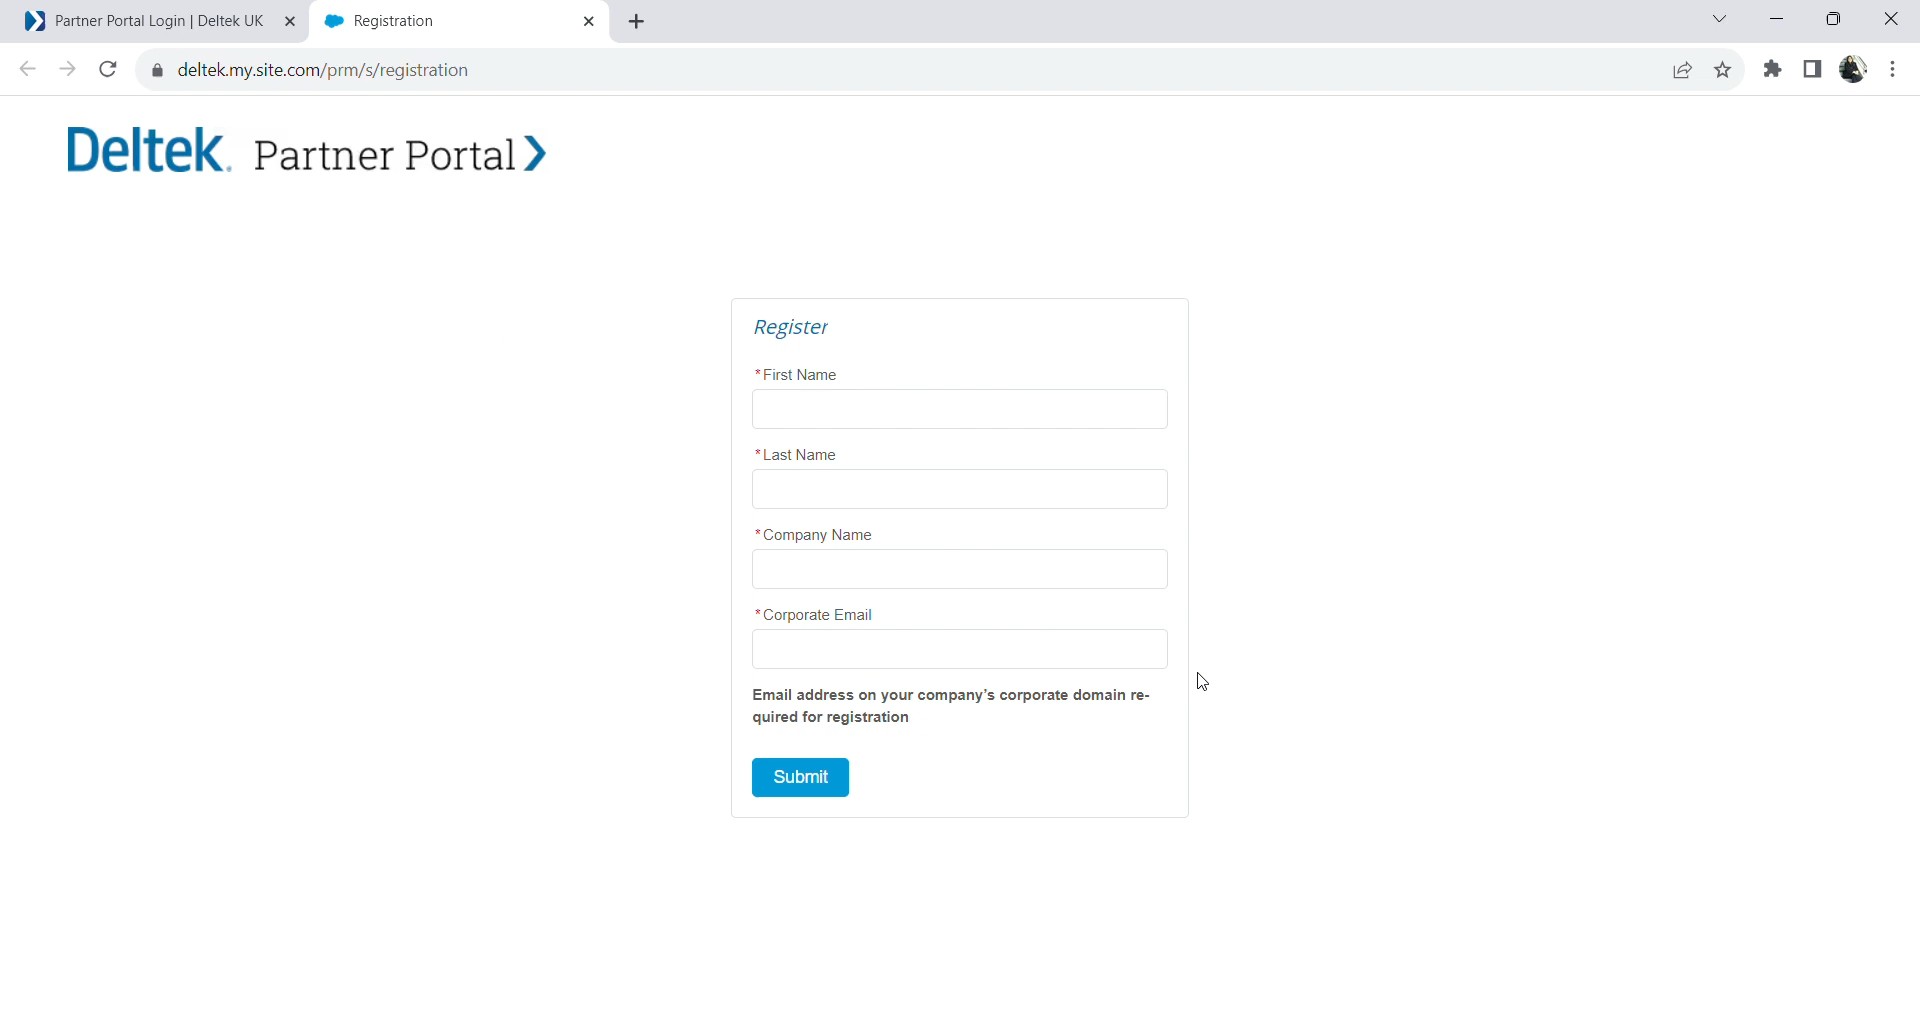 Partner Portal Login | Deltek UK
Registration
deltek.my.site.com/prm/s/registration
Deltek. Partner Portal
Register
*First Name
*Last Name
*Company Name
*Corporate Email
Email address on your company’s corporate domain re-
quired for registration
Submit